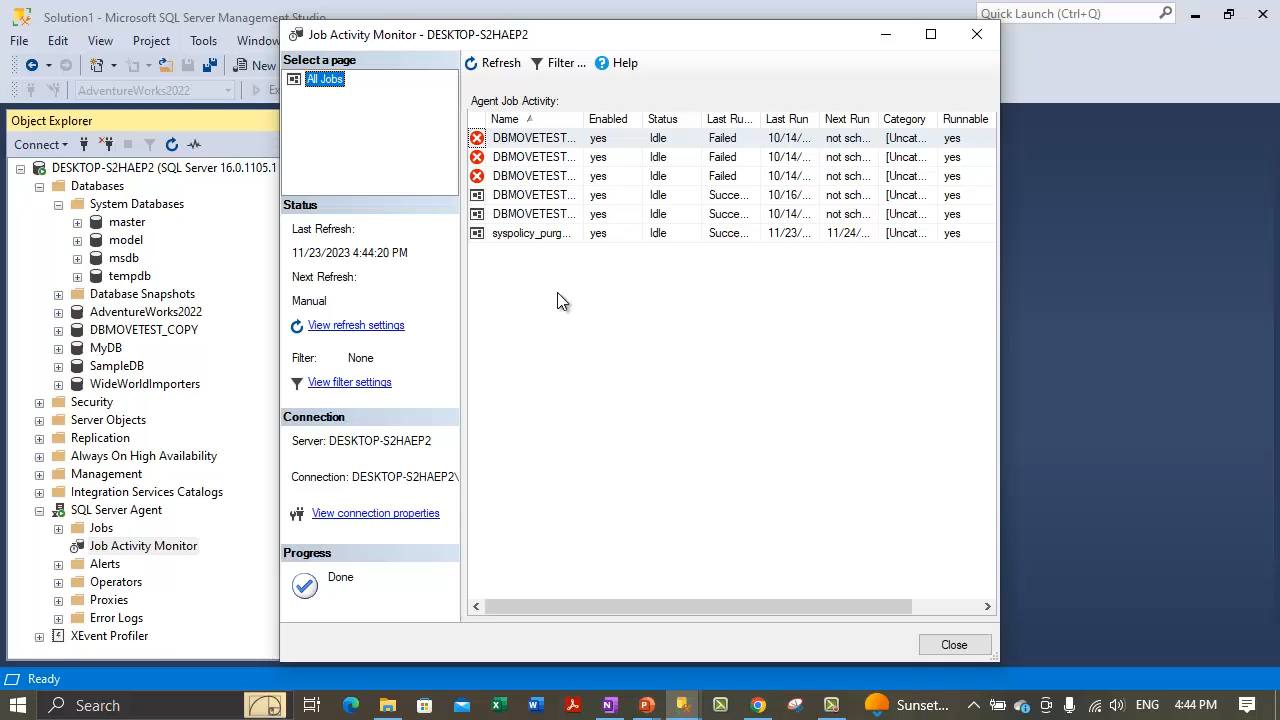 Solution1 - Microsoft SQL Server Management Studio
Quick Launch (Ctrl+Q)
File Edit View Project Tools Window
New
AdventureWorks2022
Object Explorer
Connect
DESKTOP-S2HAEP2 (SQL Server 16.0.1105.1
Databases
System Databases
master
model
msdb
tempdb
Database Snapshots
AdventureWorks2022
DBMOVETEST_COPY
MyDB
SampleDB
WideWorldImporters
Security
Server Objects
Replication
Always On High Availability
Management
Integration Services Catalogs
SQL Server Agent
Jobs
Job Activity Monitor
Alerts
Operators
Proxies
Error Logs
XEvent Profiler
Job Activity Monitor - DESKTOP-S2HAEP2
Select a page
All Jobs
Status
Last Refresh:
11/23/2023 4:44:20 PM
Next Refresh:
Manual
View refresh settings
Filter: None
View filter settings
Connection
Server: DESKTOP-S2HAEP2
Connection: DESKTOP-S2HAEP2\
View connection properties
Progress
Done
Refresh Filter ... Help
Agent Job Activity:
Name Enabled Status Last Ru... Last Run Next Run Category Runnable
DBMOVETEST... yes Idle Failed 10/14/... not sch... [Uncat... yes
DBMOVETEST... yes Idle Failed 10/14/... not sch... [Uncat... yes
DBMOVETEST... yes Idle Failed 10/14/... not sch... [Uncat... yes
DBMOVETEST... yes Idle Succe... 10/16/... not sch... [Uncat... yes
DBMOVETEST... yes Idle Succe... 10/14/... not sch... [Uncat... yes
syspolicy_purg... yes Idle Succe... 11/23/... 11/24/... [Uncat... yes
Close
Ready
Search
Sunset...
ENG
4:44 PM